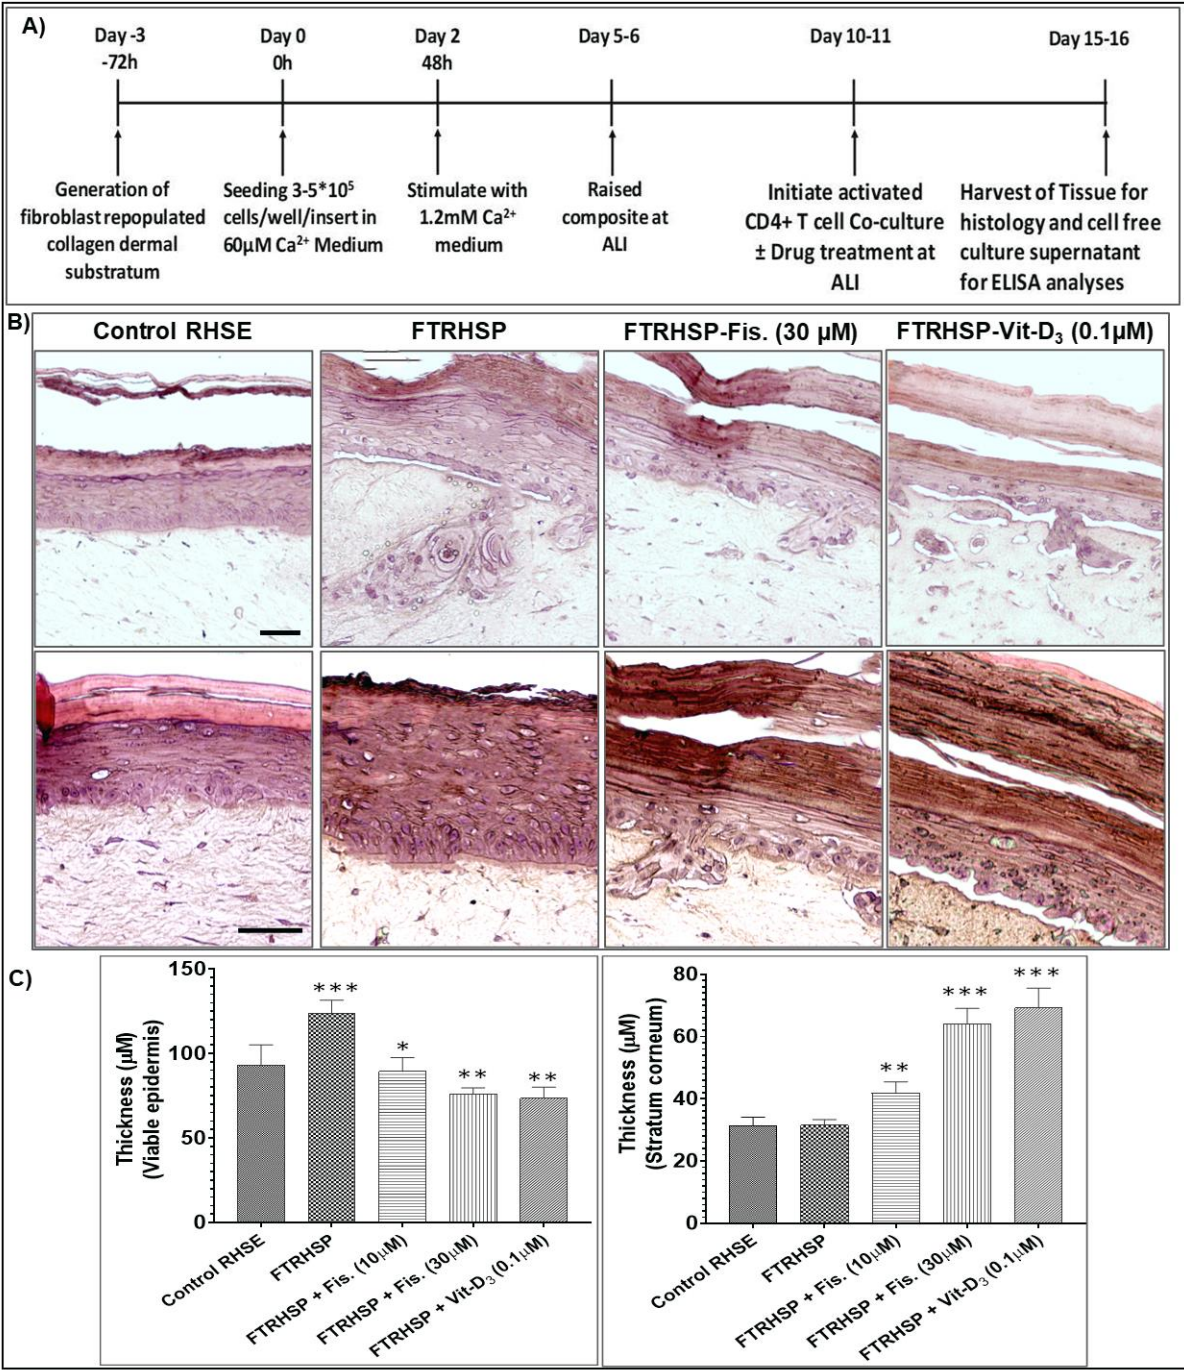 A)
Day -3
-72h
Day 0
0h
Day 2
48h
Day 5-6
Day 10-11
Day 15-16
Generation of
fibroblast repopulated
collagen dermal
substratum
Seeding 3-5*10⁵
cells/well/insert in
60µM Ca²⁺ Medium
Stimulate with
1.2mM Ca²⁺
medium
Raised
composite at
ALI
Initiate activated
CD4+ T cell Co-culture
± Drug treatment at
ALI
Harvest of Tissue for
histology and cell free
culture supernatant
for ELISA analyses
B)
Control RHSE
FTRHSP
FTRHSP-Fis. (30 µM)
FTRHSP-Vit-D₃ (0.1µM)
C)
Thickness (µM)
(Viable epidermis)
150
100
50
0
***
*
**
**
Control RHSE
FTRHSP
FTRHSP + Fis. (10µM)
FTRHSP + Fis. (30µM)
FTRHSP + Vit-D₃ (0.1µM)
Thickness (µM)
(Stratum corneum)
80
60
40
20
0
**
***
***
Control RHSE
FTRHSP
FTRHSP + Fis. (10µM)
FTRHSP + Fis. (30µM)
FTRHSP + Vit-D₃ (0.1µM)